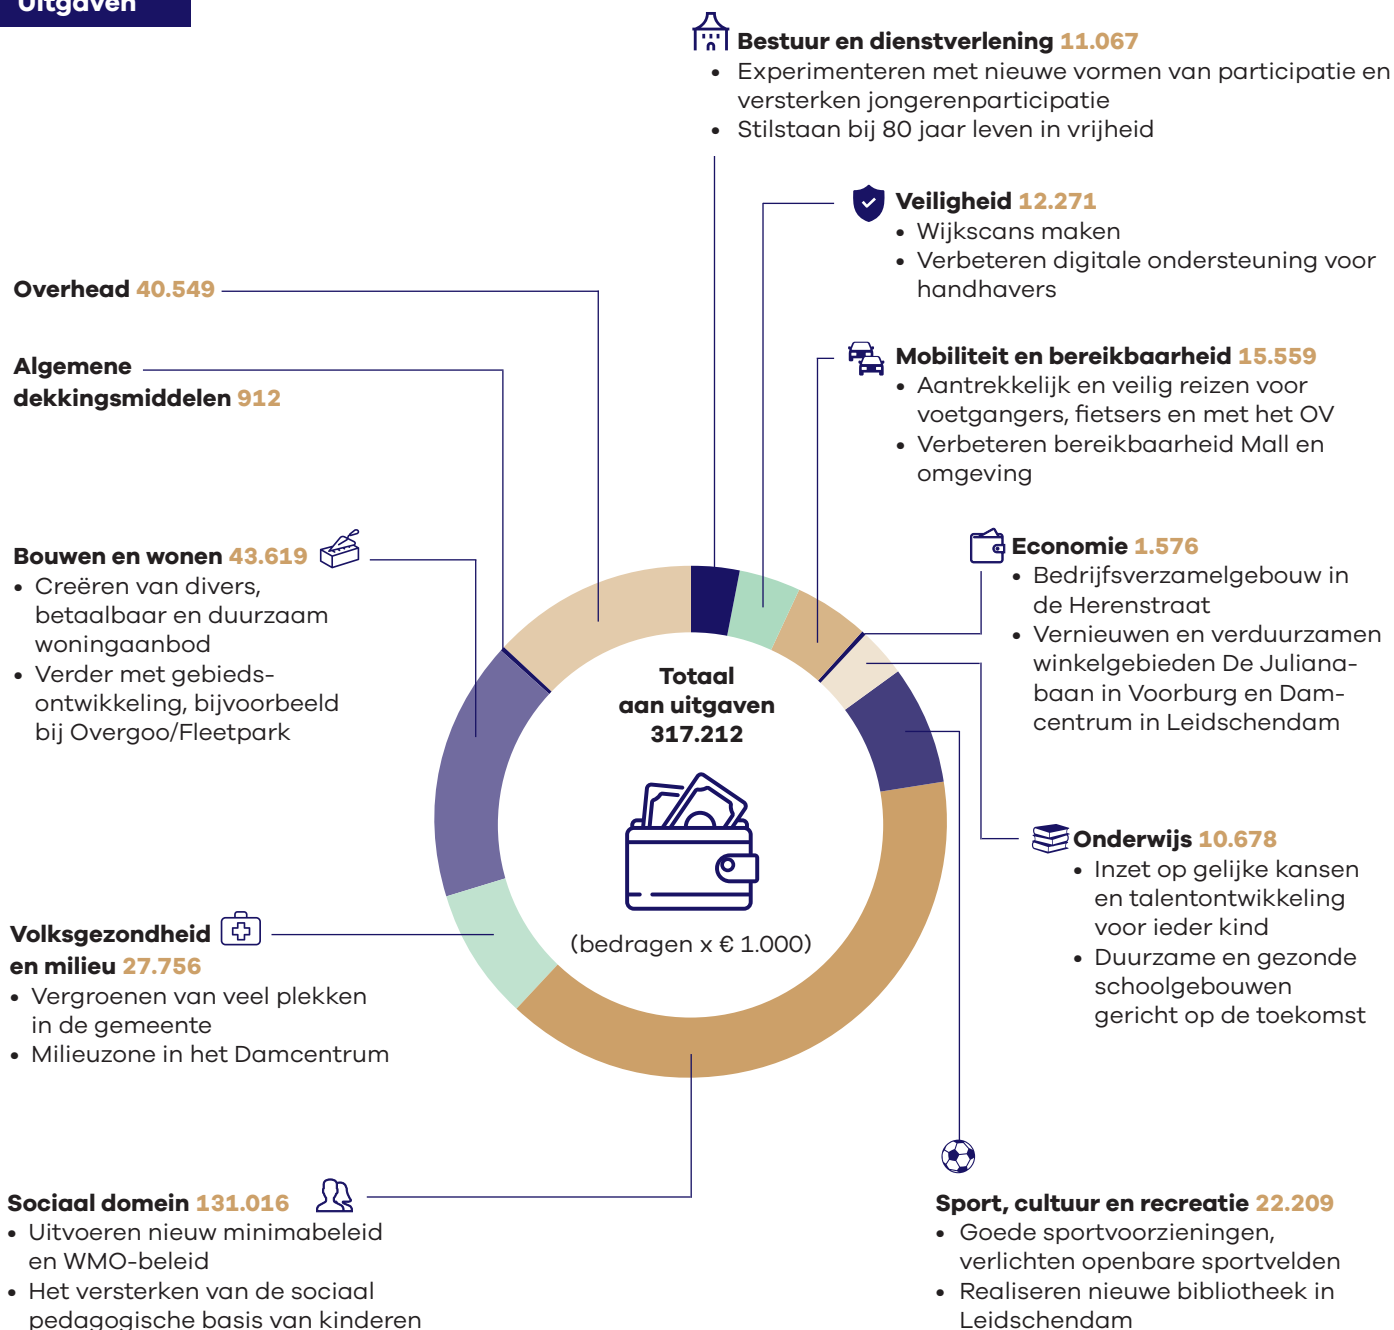 Uitgaven
Bestuur en dienstverlening 11.067
• Experimenteren met nieuwe vormen van participatie en
versterken jongerenparticipatie
• Stilstaan bij 80 jaar leven in vrijheid
Veiligheid 12.271
• Wijkscans maken
• Verbeteren digitale ondersteuning voor
handhavers
Overhead 40.549
Algemene
dekkingsmiddelen 912
Mobiliteit en bereikbaarheid 15.559
• Aantrekkelijk en veilig reizen voor
voetgangers, fietsers en met het OV
• Verbeteren bereikbaarheid Mall en
omgeving
Bouwen en wonen 43.619
• Creëren van divers,
betaalbaar en duurzaam
woningaanbod
• Verder met gebieds-
ontwikkeling, bijvoorbeeld
bij Overgoo/Fleetpark
Economie 1.576
• Bedrijfsverzamelgebouw in
de Herenstraat
• Vernieuwen en verduurzamen
winkelgebieden De Juliana-
baan in Voorburg en Dam-
centrum in Leidschendam
Totaal
aan uitgaven
317.212
(bedragen x € 1.000)
Onderwijs 10.678
• Inzet op gelijke kansen
en talentontwikkeling
voor ieder kind
• Duurzame en gezonde
schoolgebouwen
gericht op de toekomst
Volksgezondheid
en milieu 27.756
• Vergroenen van veel plekken
in de gemeente
• Milieuzone in het Damcentrum
Sociaal domein 131.016
• Uitvoeren nieuw minimabeleid
en WMO-beleid
• Het versterken van de sociaal
pedagogische basis van kinderen
Sport, cultuur en recreatie 22.209
• Goede sportvoorzieningen,
verlichten openbare sportvelden
• Realiseren nieuwe bibliotheek in
Leidschendam